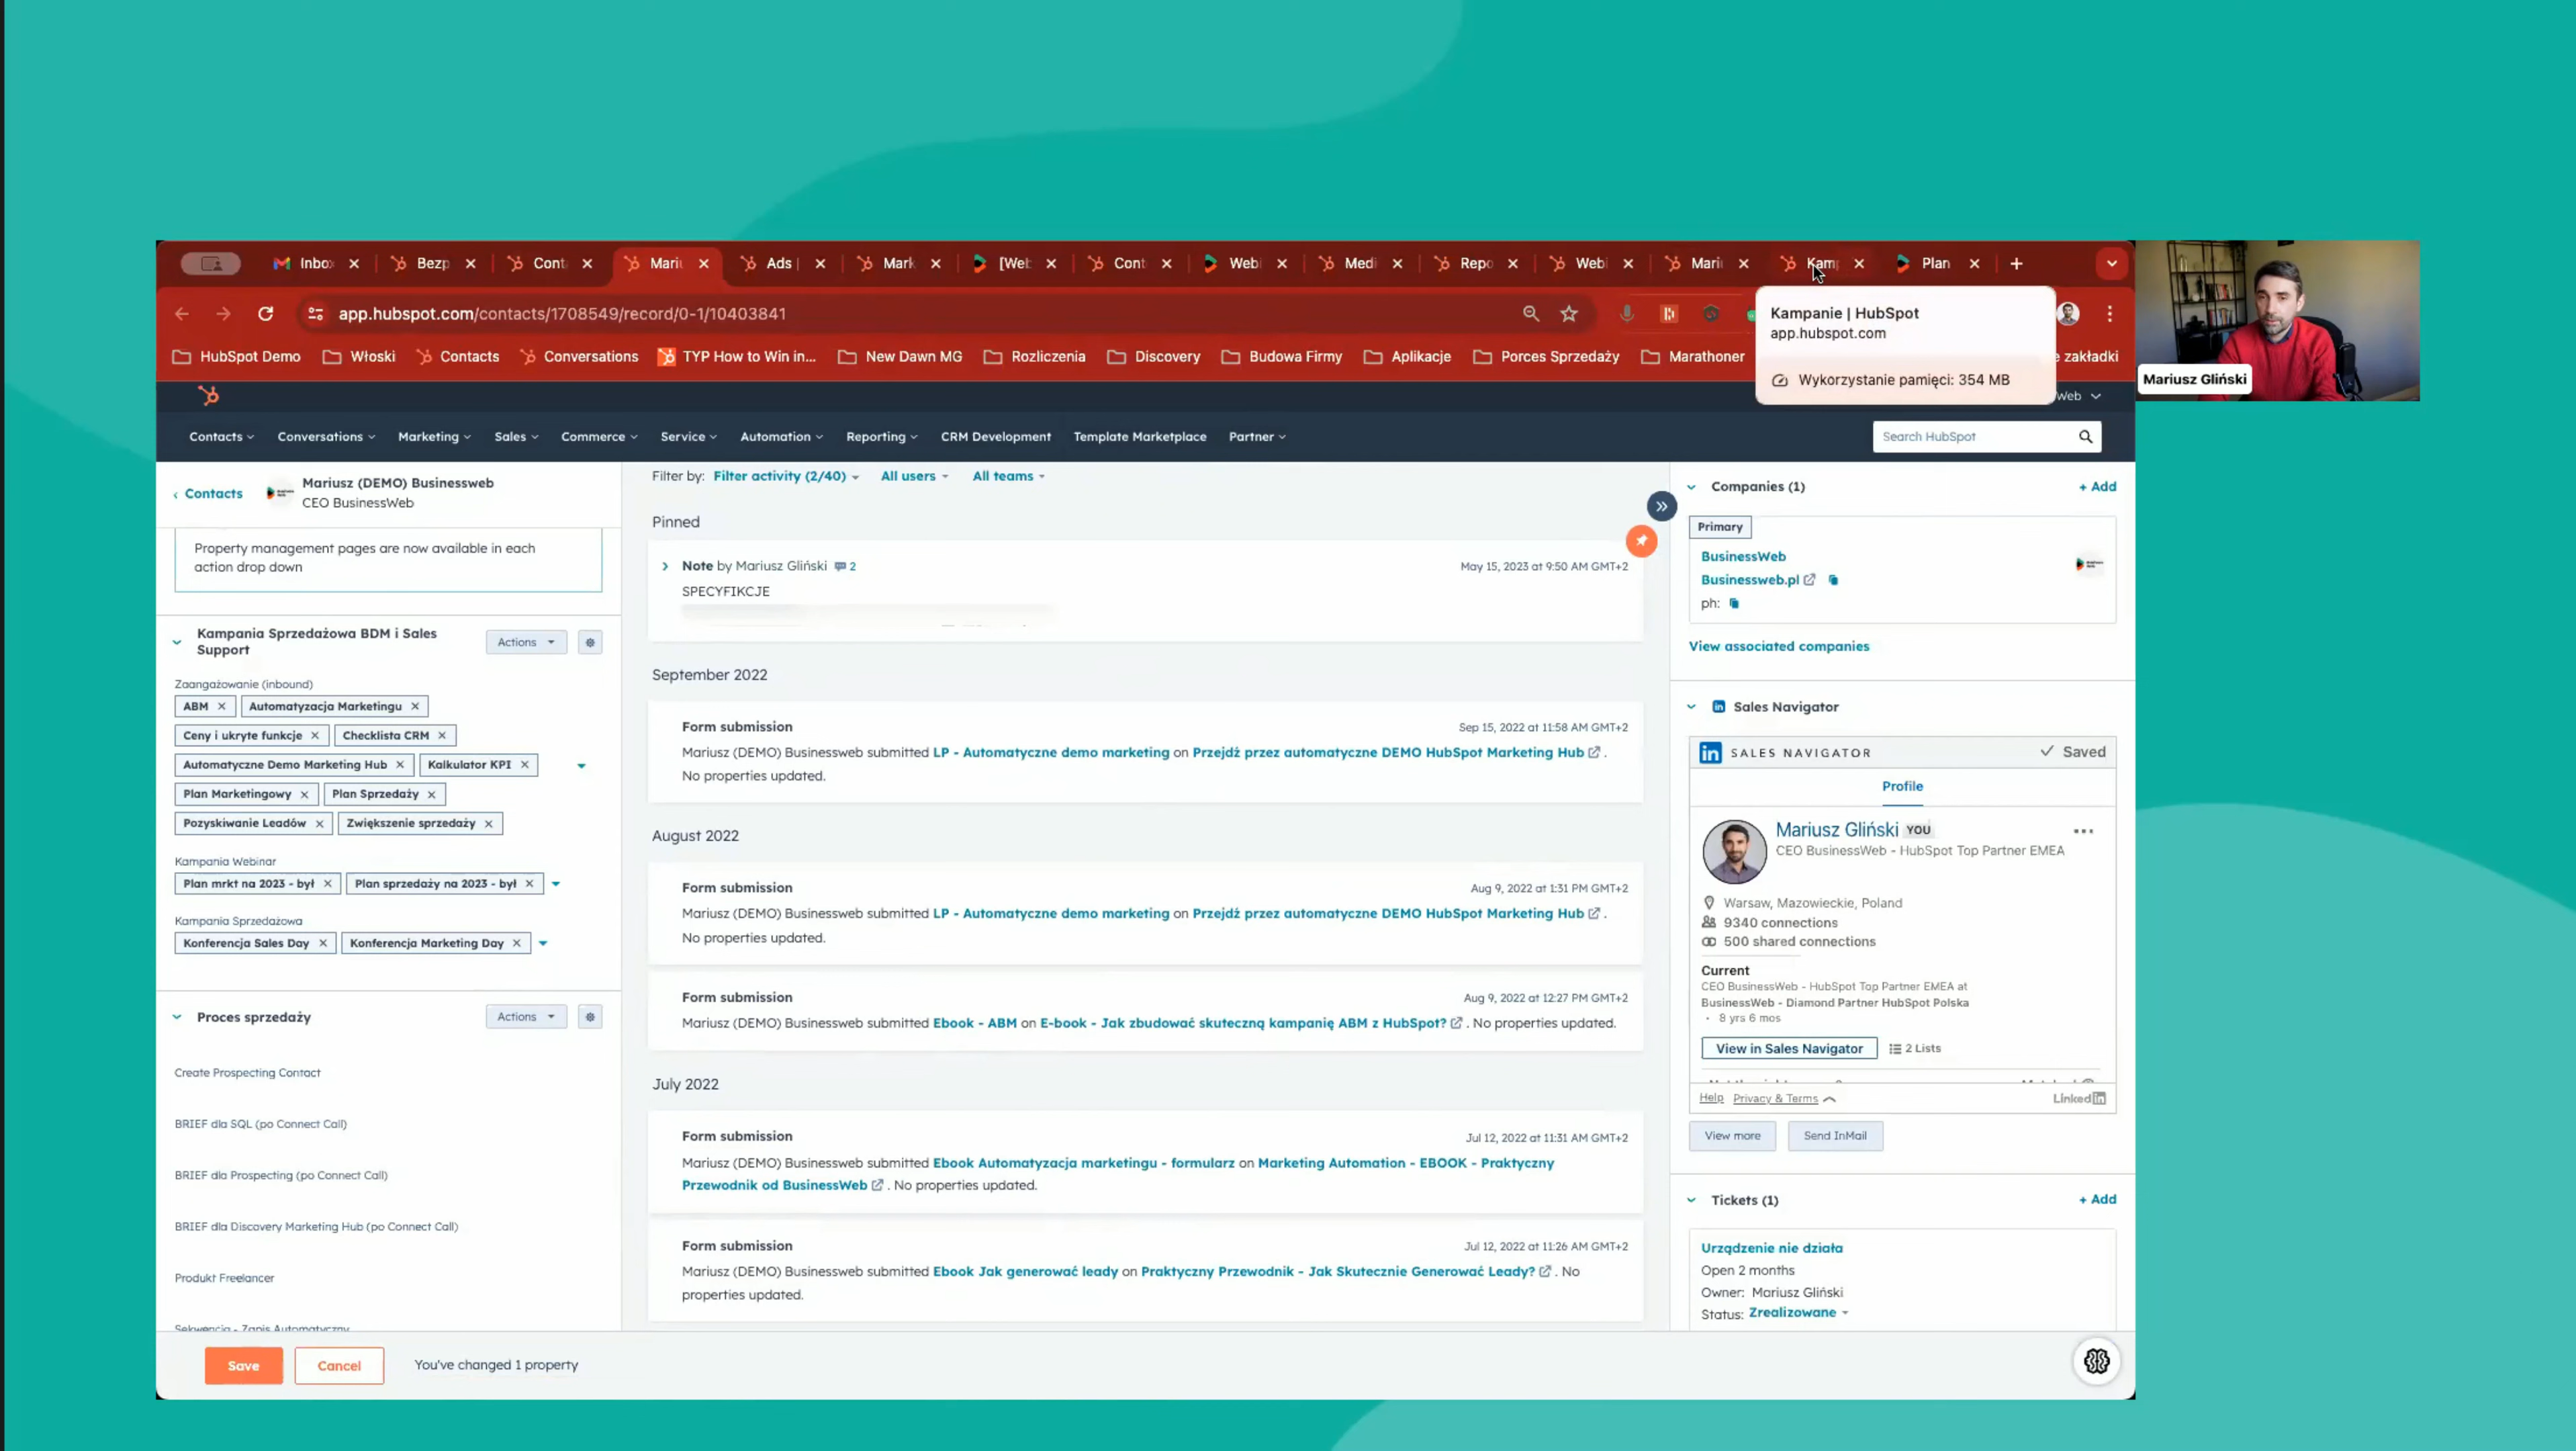 Inbo
Bezp
Cont
Mariu
Ads |
Mark
[Web
Cont
Webi
Medi
Repo
Webi
Mari
Kamp
Plan
app.hubspot.com/contacts/1708549/record/0-1/10403841
Kampanie | HubSpot
app.hubspot.com
Wykorzystanie pamięci: 354 MB
HubSpot Demo
Włoski
Contacts
Conversations
TYP How to Win in...
New Dawn MG
Rozliczenia
Discovery
Budowa Firmy
Aplikacje
Porces Sprzedaży
Marathoner
e zakładki
Mariusz Gliński
Web
Contacts
Conversations
Marketing
Sales
Commerce
Service
Automation
Reporting
CRM Development
Template Marketplace
Partner
Search HubSpot
Contacts
Mariusz (DEMO) Businessweb
CEO BusinessWeb
Property management pages are now available in each
action drop down
Kampania Sprzedażowa BDM i Sales
Support
Actions
Zaangażowanie (inbound)
ABM
Automatyzacja Marketingu
Ceny i ukryte funkcje
Checklista CRM
Automatyczne Demo Marketing Hub
Kalkulator KPI
Plan Marketingowy
Plan Sprzedaży
Pozyskiwanie Leadów
Zwiększenie sprzedaży
Kampania Webinar
Plan mrkt na 2023 - był
Plan sprzedaży na 2023 - był
Kampania Sprzedażowa
Konferencja Sales Day
Konferencja Marketing Day
Proces sprzedaży
Actions
Create Prospecting Contact
BRIEF dla SQL (po Connect Call)
BRIEF dla Prospecting (po Connect Call)
BRIEF dla Discovery Marketing Hub (po Connect Call)
Produkt Freelancer
Sekwencja - Zapis Automatyczny
Filter by: Filter activity (2/40) All users All teams
Pinned
Note by Mariusz Gliński 2
May 15, 2023 at 9:50 AM GMT+2
SPECYFIKCJE
September 2022
Form submission
Sep 15, 2022 at 11:58 AM GMT+2
Mariusz (DEMO) Businessweb submitted LP - Automatyczne demo marketing on Przejdź przez automatyczne DEMO HubSpot Marketing Hub .
No properties updated.
August 2022
Form submission
Aug 9, 2022 at 1:31 PM GMT+2
Mariusz (DEMO) Businessweb submitted LP - Automatyczne demo marketing on Przejdź przez automatyczne DEMO HubSpot Marketing Hub .
No properties updated.
Form submission
Aug 9, 2022 at 12:27 PM GMT+2
Mariusz (DEMO) Businessweb submitted Ebook - ABM on E-book - Jak zbudować skuteczną kampanię ABM z HubSpot? . No properties updated.
July 2022
Form submission
Jul 12, 2022 at 11:31 AM GMT+2
Mariusz (DEMO) Businessweb submitted Ebook Automatyzacja marketingu - formularz on Marketing Automation - EBOOK - Praktyczny
Przewodnik od BusinessWeb . No properties updated.
Form submission
Jul 12, 2022 at 11:26 AM GMT+2
Mariusz (DEMO) Businessweb submitted Ebook Jak generować leady on Praktyczny Przewodnik - Jak Skutecznie Generować Leady? . No
properties updated.
Companies (1)
+ Add
Primary
BusinessWeb
Businessweb.pl
ph:
View associated companies
Sales Navigator
SALES NAVIGATOR
Saved
Profile
Mariusz Gliński YOU
CEO BusinessWeb - HubSpot Top Partner EMEA
Warsaw, Mazowieckie, Poland
9340 connections
500 shared connections
Current
CEO BusinessWeb - HubSpot Top Partner EMEA at
BusinessWeb - Diamond Partner HubSpot Polska
· 8 yrs 6 mos
View in Sales Navigator
2 Lists
Help
Privacy & Terms
Linked in
View more
Send InMail
Tickets (1)
+ Add
Urządzenie nie działa
Open 2 months
Owner: Mariusz Gliński
Status: Zrealizowane
Save
Cancel
You've changed 1 property